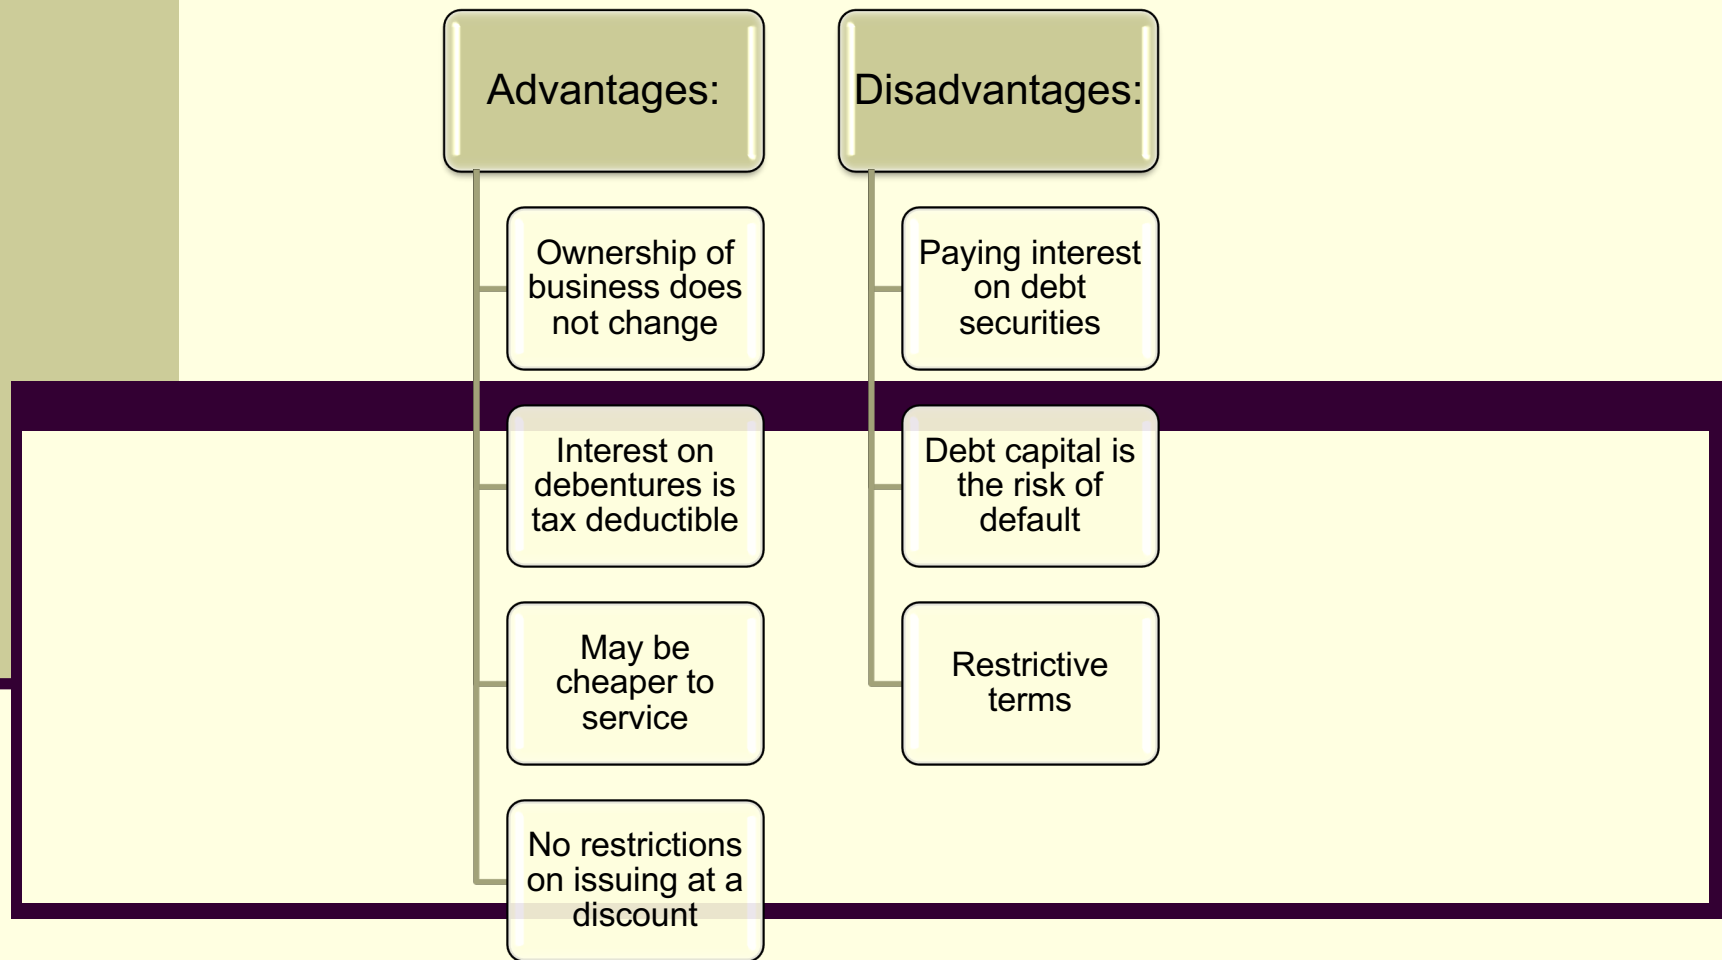 Advantages:
Ownership of
business does
not change
Interest on
debentures is
tax deductible
May be
cheaper to
service
No restrictions
on issuing at a
discount
Disadvantages:
Paying interest
on debt
securities
Debt capital is
the risk of
default
Restrictive
terms